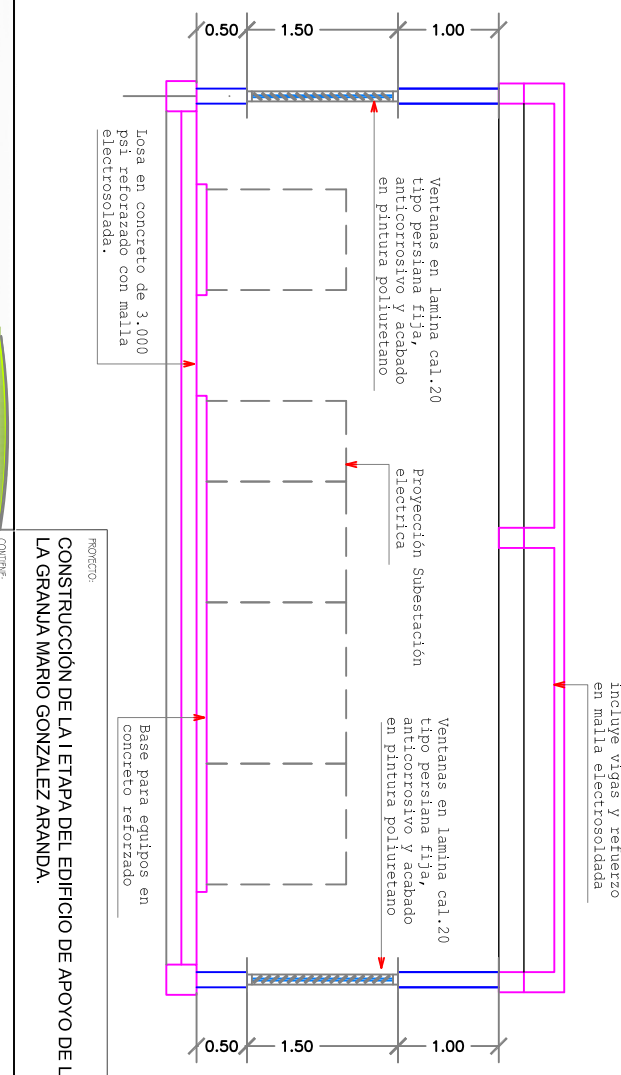 incluye vigas y refuerzo
en malla electrosoldada
0.50
1.50
1.00
Ventanas en lamina cal.20
tipo persiana fija,
anticorrosivo y acabado
en pintura poliuretano
Proyección Subestación
electrica
Ventanas en lamina cal.20
tipo persiana fija,
anticorrosivo y acabado
en pintura poliuretano
0.50
1.50
1.00
Losa en concreto de 3.000
psi reforazado con malla
electrosolada.
Base para equipos en
concreto reforzado
PROYECTO:
CONSTRUCCIÓN DE LA I ETAPA DEL EDIFICIO DE APOYO DE L
LA GRANJA MARIO GONZALEZ ARANDA.
CONTIENE: